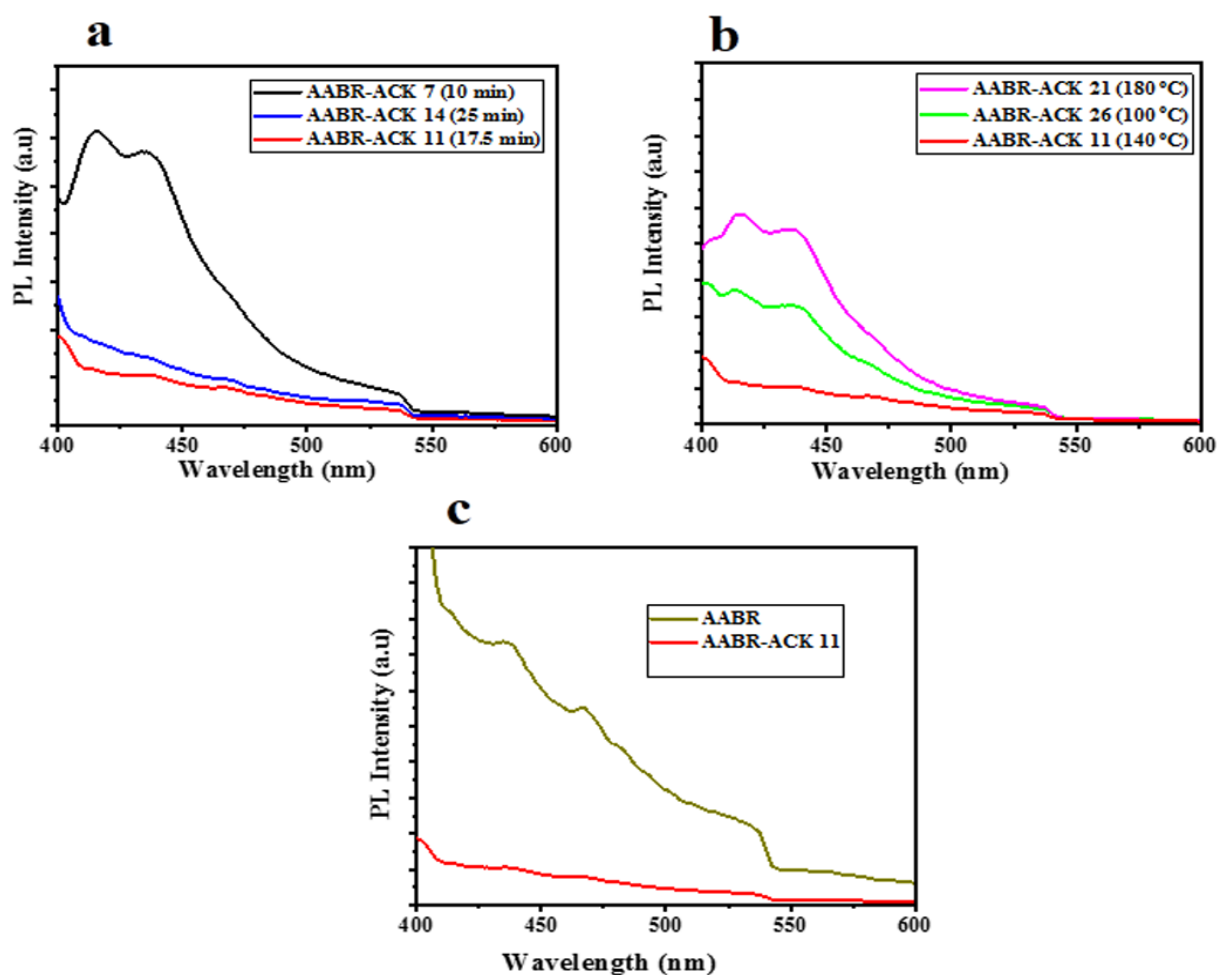 a
AABR-ACK 7 (10 min)
AABR-ACK 14 (25 min)
AABR-ACK 11 (17.5 min)
PL Intensity (a.u)
400 450 500 550 600
Wavelength (nm)
b
AABR-ACK 21 (180 °C)
AABR-ACK 26 (100 °C)
AABR-ACK 11 (140 °C)
PL Intensity (a.u)
400 450 500 550 600
Wavelength (nm)
c
AABR
AABR-ACK 11
PL Intensity (a.u)
400 450 500 550 600
Wavelength (nm)